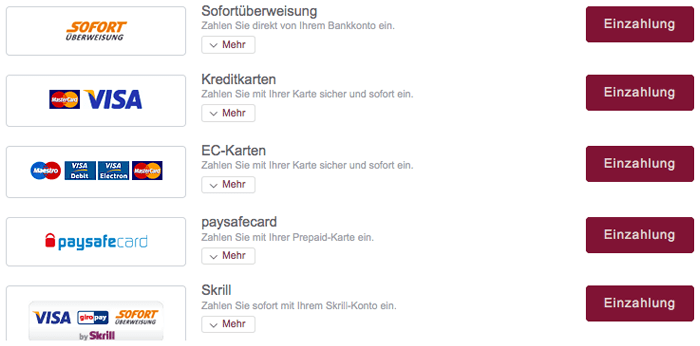 SOFORT
ÜBERWEISUNG
Sofortüberweisung
Zahlen Sie direkt von Ihrem Bankkonto ein.
Mehr
Einzahlung
MasterCard VISA
Kreditkarten
Zahlen Sie mit Ihrer Karte sicher und sofort ein.
Mehr
Einzahlung
Maestro VISA Debit VISA Electron MasterCard
EC-Karten
Zahlen Sie mit Ihrer Karte sicher und sofort ein.
Mehr
Einzahlung
paysafecard
paysafecard
Zahlen Sie mit Ihrer Prepaid-Karte ein.
Mehr
Einzahlung
VISA giropay SOFORT ÜBERWEISUNG
by Skrill
Skrill
Zahlen Sie sofort mit Ihrem Skrill-Konto ein.
Mehr
Einzahlung